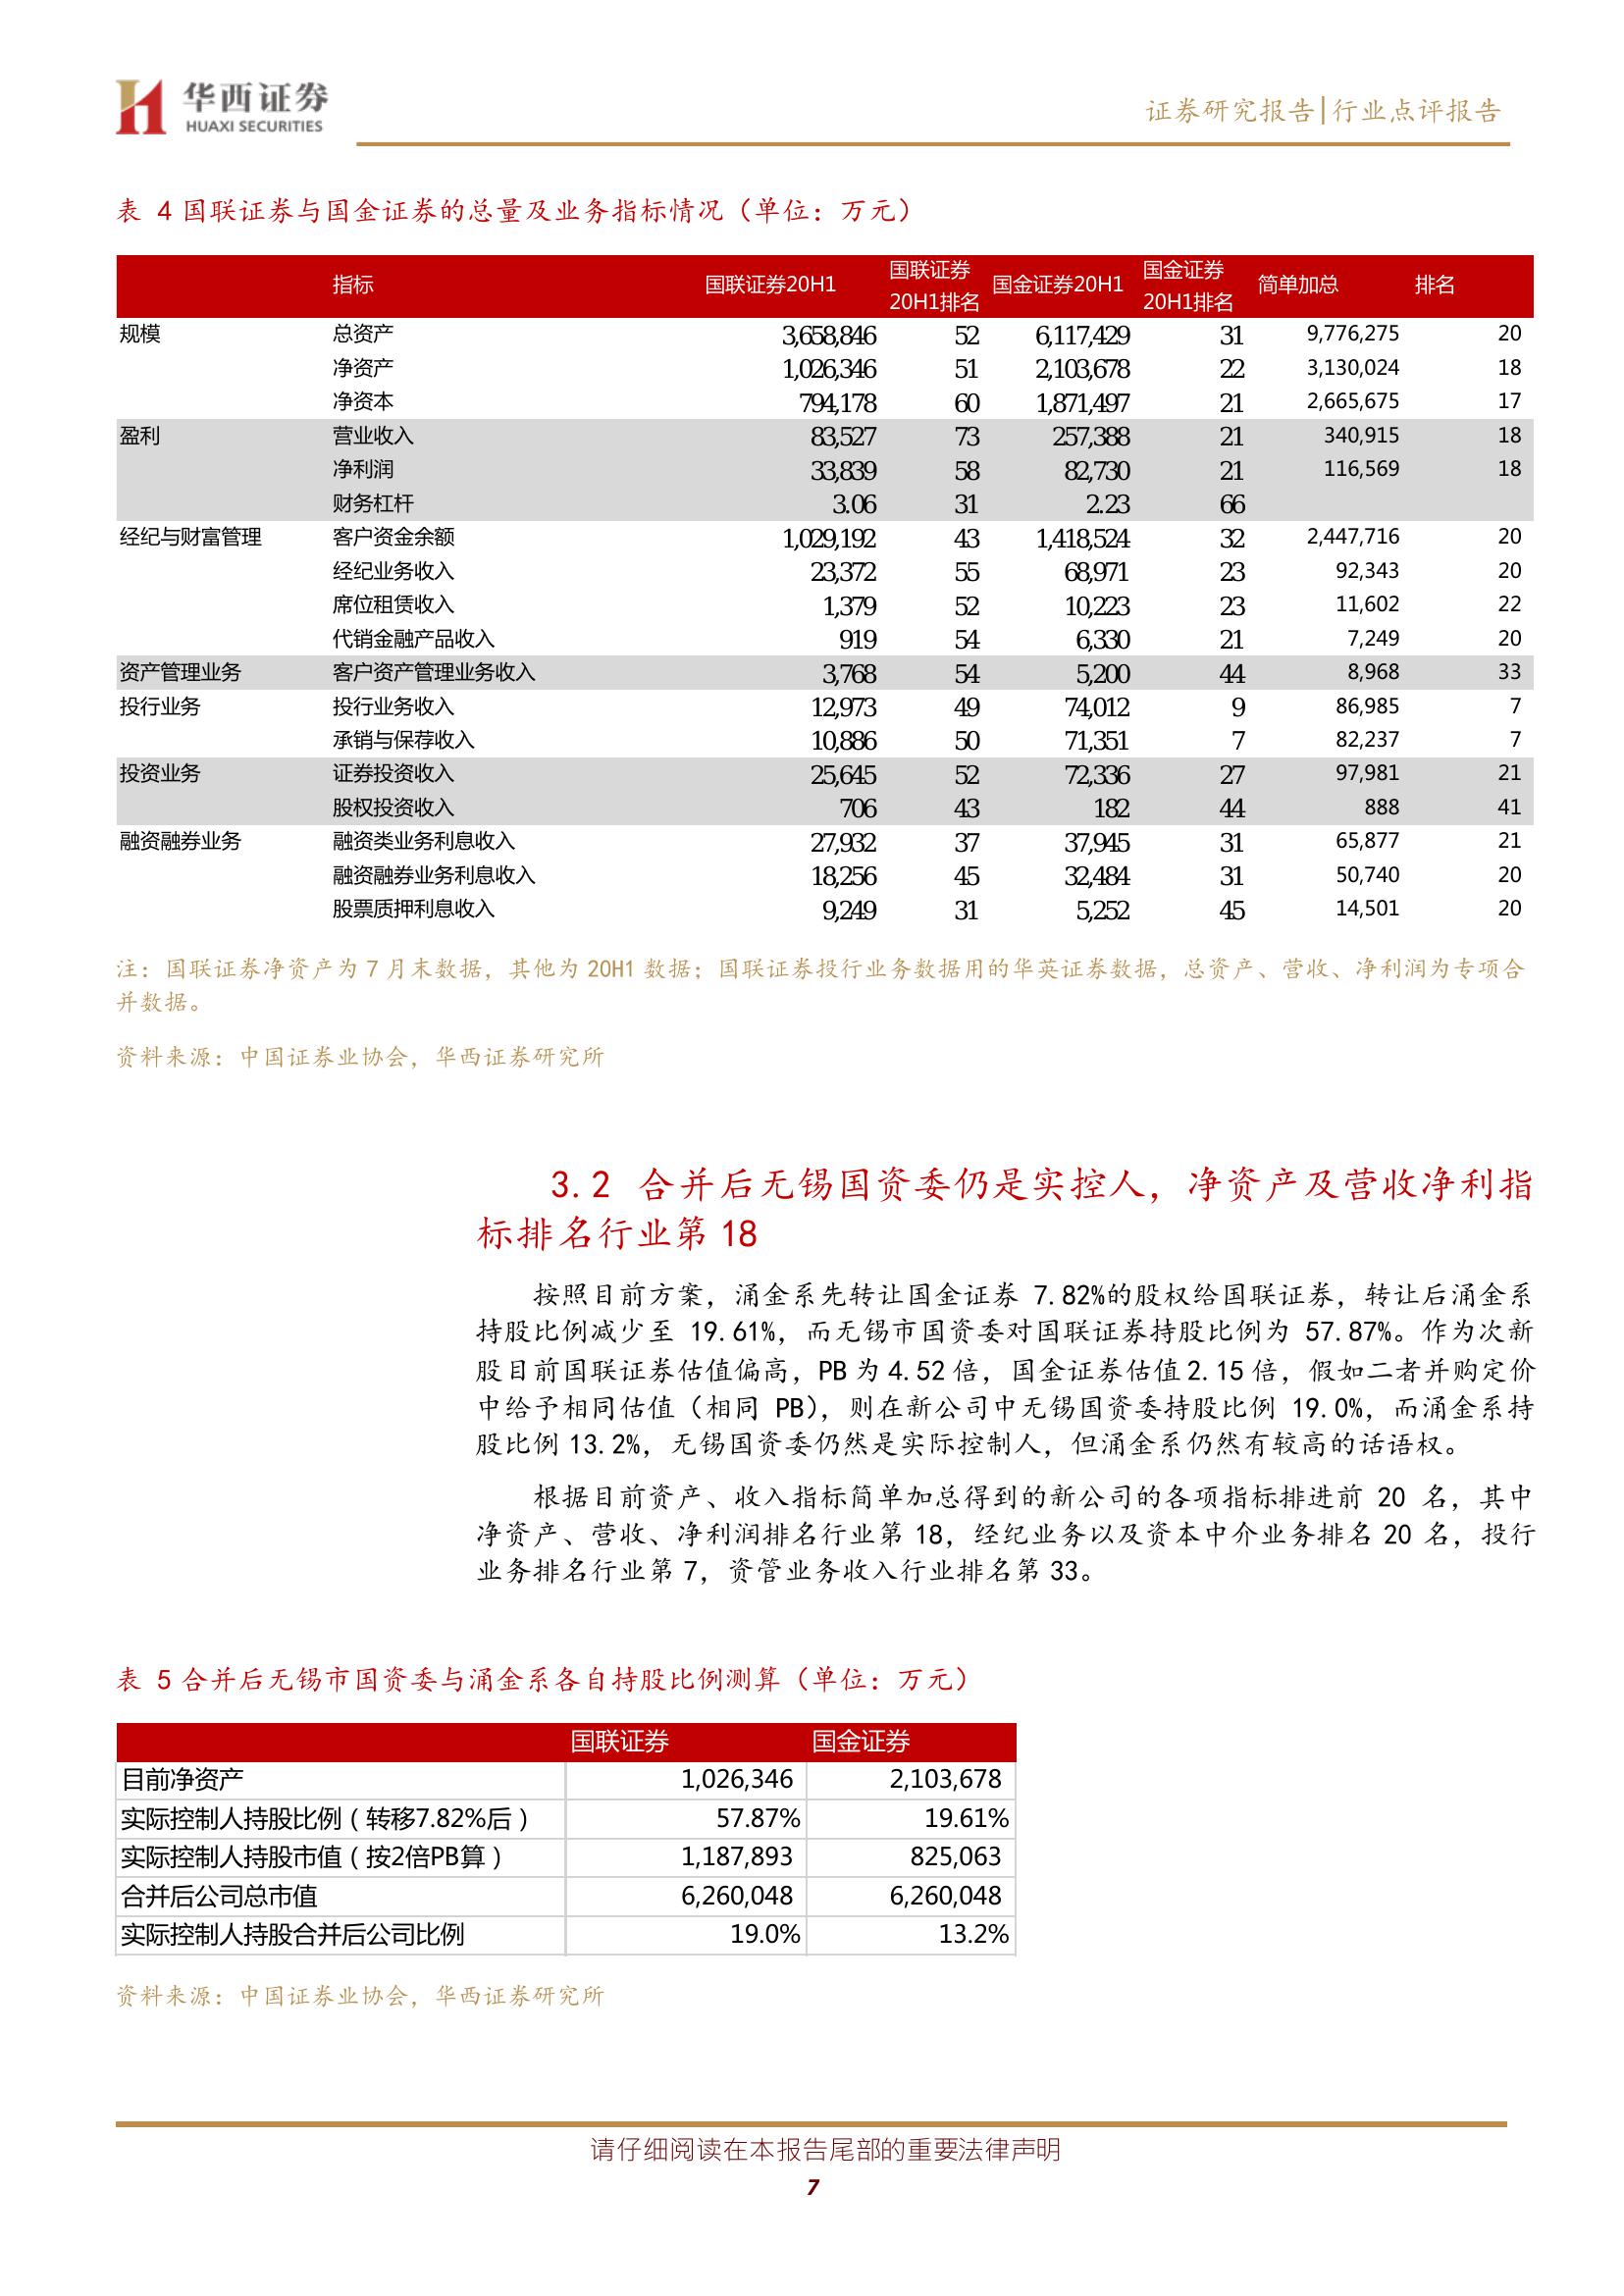 华西证券
HUAXI SECURITIES
证券研究报告|行业点评报告
表 4 国联证券与国金证券的总量及业务指标情况（单位：万元）
指标 国联证券20H1 国联证券20H1排名 国金证券20H1 国金证券20H1排名 简单加总 排名
规模 总资产 3,658,846 52 6,117,429 31 9,776,275 20
净资产 1,026,346 51 2,103,678 22 3,130,024 18
净资本 794,178 60 1,871,497 21 2,665,675 17
盈利 营业收入 83,527 73 257,388 21 340,915 18
净利润 33,839 58 82,730 21 116,569 18
财务杠杆 3.06 31 2.23 66
经纪与财富管理 客户资金余额 1,029,192 43 1,418,524 32 2,447,716 20
经纪业务收入 23,372 55 68,971 23 92,343 20
席位租赁收入 1,379 52 10,223 23 11,602 22
代销金融产品收入 919 54 6,330 21 7,249 20
资产管理业务 客户资产管理业务收入 3,768 54 5,200 44 8,968 33
投行业务 投行业务收入 12,973 49 74,012 9 86,985 7
承销与保荐收入 10,886 50 71,351 7 82,237 7
投资业务 证券投资收入 25,645 52 72,336 27 97,981 21
股权投资收入 706 43 182 44 888 41
融资融券业务 融资类业务利息收入 27,932 37 37,945 31 65,877 21
融资融券业务利息收入 18,256 45 32,484 31 50,740 20
股票质押利息收入 9,249 31 5,252 45 14,501 20
注：国联证券净资产为 7 月末数据，其他为 20H1 数据；国联证券投行业务数据用的华英证券数据，总资产、营收、净利润为专项合
并数据。
资料来源：中国证券业协会，华西证券研究所
3.2 合并后无锡国资委仍是实控人，净资产及营收净利指
标排名行业第 18
按照目前方案，涌金系先转让国金证券 7.82%的股权给国联证券，转让后涌金系
持股比例减少至 19.61%，而无锡市国资委对国联证券持股比例为 57.87%。作为次新
股目前国联证券估值偏高，PB 为 4.52 倍，国金证券估值 2.15 倍，假如二者并购定价
中给予相同估值（相同 PB），则在新公司中无锡国资委持股比例 19.0%，而涌金系持
股比例 13.2%，无锡国资委仍然是实际控制人，但涌金系仍然有较高的话语权。
根据目前资产、收入指标简单加总得到的新公司的各项指标排进前 20 名，其中
净资产、营收、净利润排名行业第 18，经纪业务以及资本中介业务排名 20 名，投行
业务排名行业第 7，资管业务收入行业排名第 33。
表 5 合并后无锡市国资委与涌金系各自持股比例测算（单位：万元）
国联证券 国金证券
目前净资产 1,026,346 2,103,678
实际控制人持股比例（转移7.82%后） 57.87% 19.61%
实际控制人持股市值（按2倍PB算） 1,187,893 825,063
合并后公司总市值 6,260,048 6,260,048
实际控制人持股合并后公司比例 19.0% 13.2%
资料来源：中国证券业协会，华西证券研究所
请仔细阅读在本报告尾部的重要法律声明
7